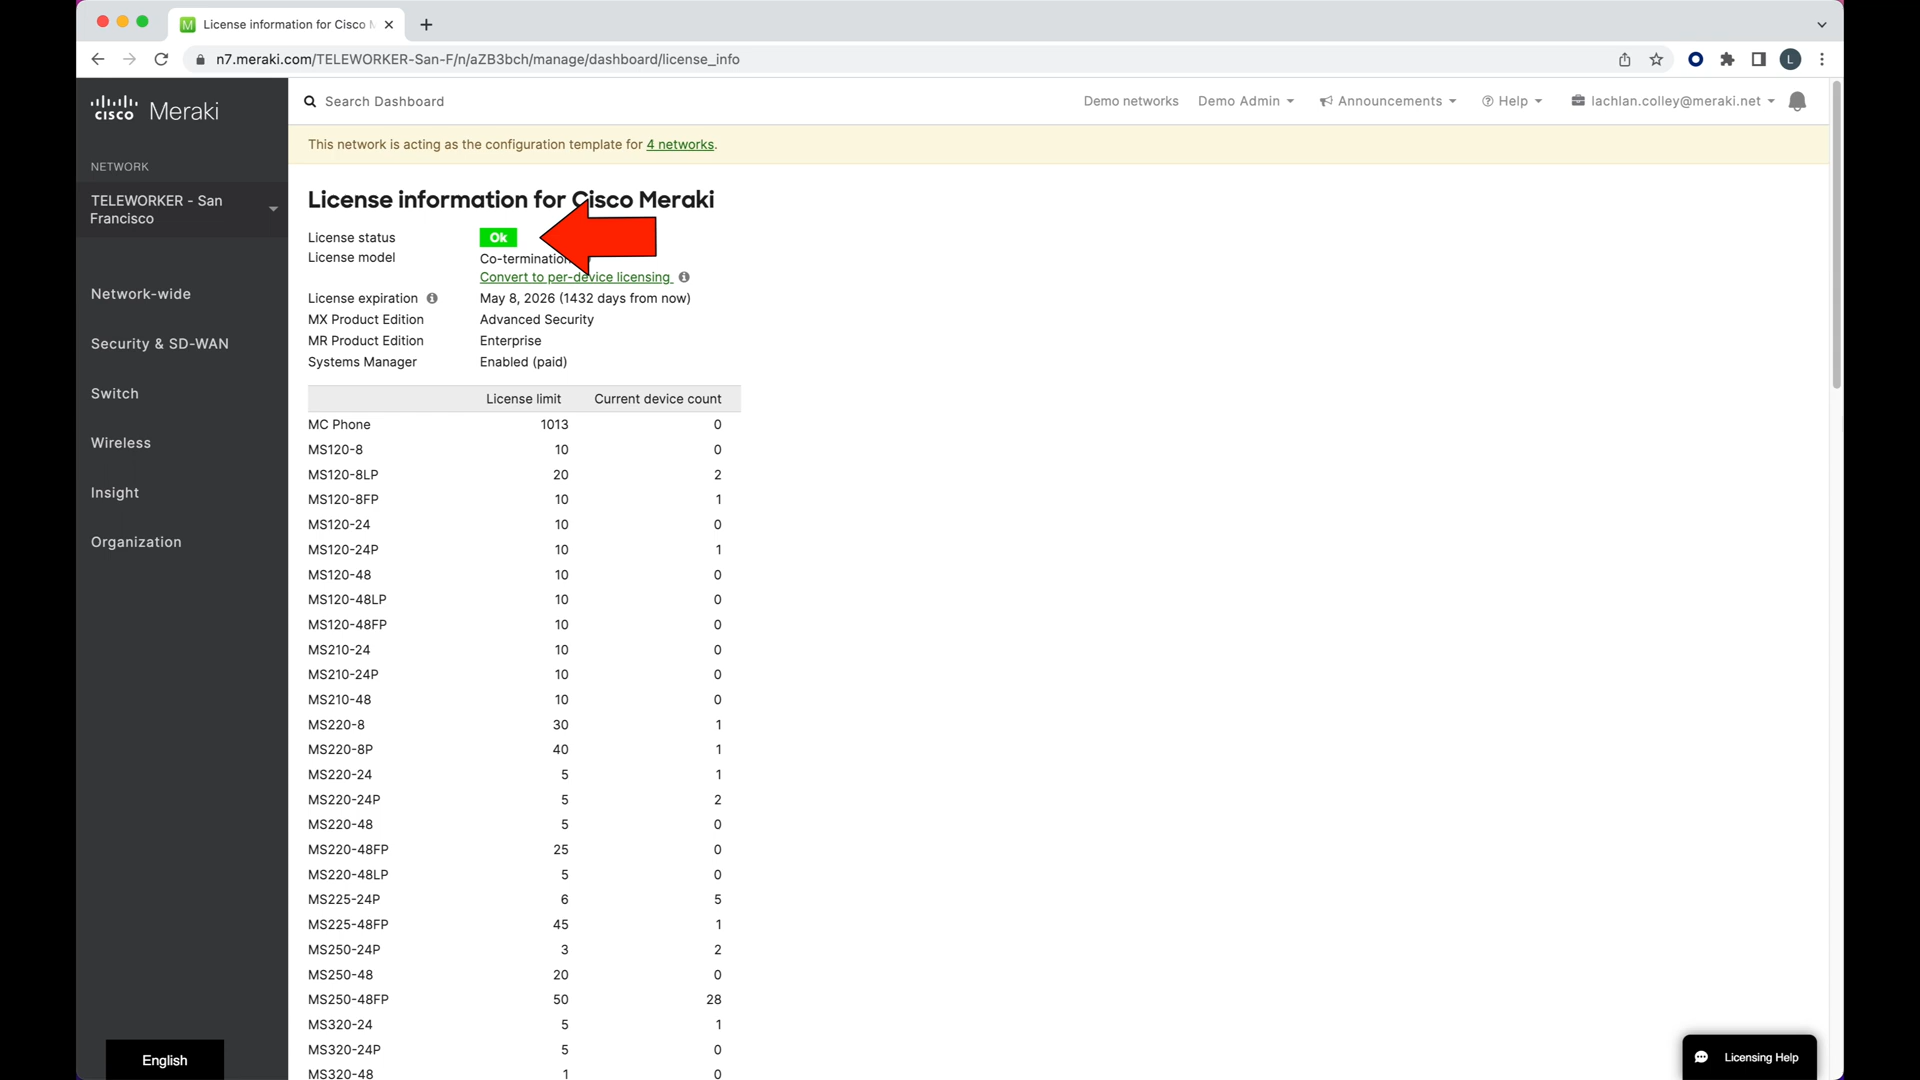 License information for Cisco M
n7.meraki.com/TELEWORKER-San-F/n/aZB3bch/manage/dashboard/license_info
L
cisco Meraki
Search Dashboard
Demo networks
Demo Admin
Announcements
Help
lachlan.colley@meraki.net
This network is acting as the configuration template for 4 networks.
NETWORK
TELEWORKER - San
Francisco
Network-wide
Security & SD-WAN
Switch
Wireless
Insight
Organization
English
License information for Cisco Meraki
License status Ok
License model Co-termination
Convert to per-device licensing
License expiration May 8, 2026 (1432 days from now)
MX Product Edition Advanced Security
MR Product Edition Enterprise
Systems Manager Enabled (paid)
License limit Current device count
MC Phone 1013 0
MS120-8 10 0
MS120-8LP 20 2
MS120-8FP 10 1
MS120-24 10 0
MS120-24P 10 1
MS120-48 10 0
MS120-48LP 10 0
MS120-48FP 10 0
MS210-24 10 0
MS210-24P 10 0
MS210-48 10 0
MS220-8 30 1
MS220-8P 40 1
MS220-24 5 1
MS220-24P 5 2
MS220-48 5 0
MS220-48FP 25 0
MS220-48LP 5 0
MS225-24P 6 5
MS225-48FP 45 1
MS250-24P 3 2
MS250-48 20 0
MS250-48FP 50 28
MS320-24 5 1
MS320-24P 5 0
MS320-48 1 0
Licensing Help